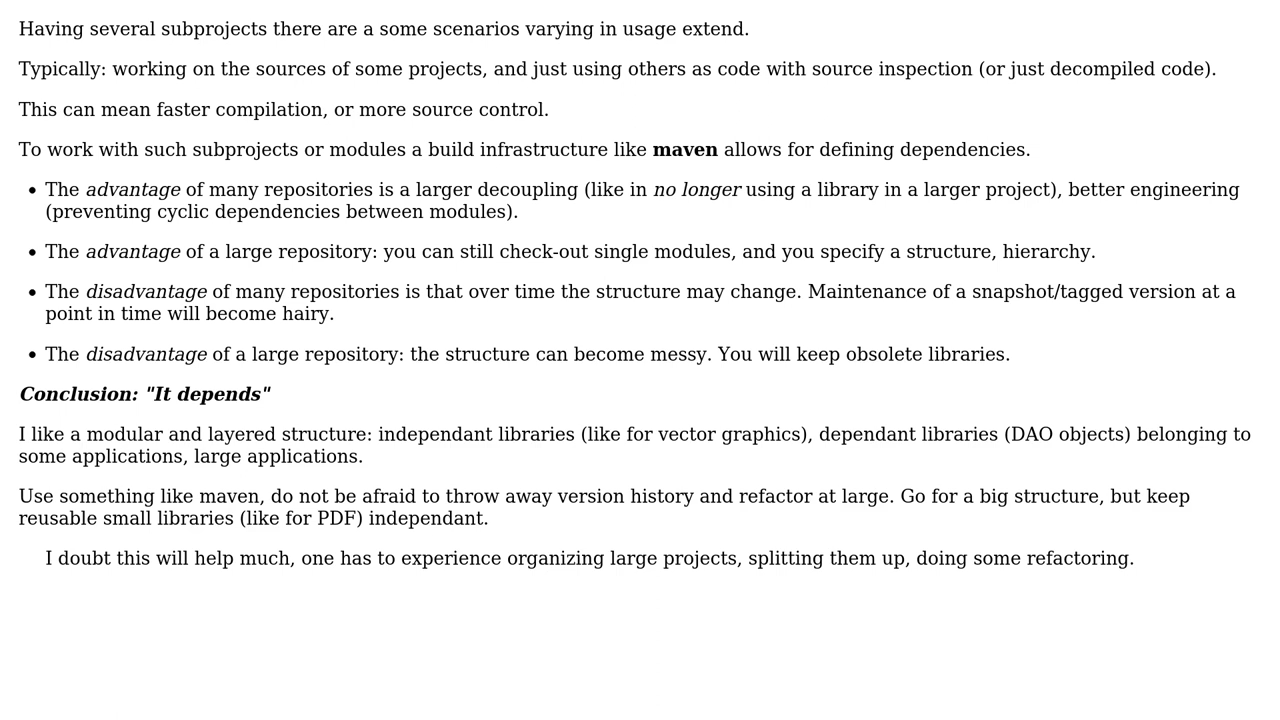 Having several subprojects there are a some scenarios varying in usage extend.
Typically: working on the sources of some projects, and just using others as code with source inspection (or just decompiled code).
This can mean faster compilation, or more source control.
To work with such subprojects or modules a build infrastructure like maven allows for defining dependencies.
• The advantage of many repositories is a larger decoupling (like in no longer using a library in a larger project), better engineering
(preventing cyclic dependencies between modules).
• The advantage of a large repository: you can still check-out single modules, and you specify a structure, hierarchy.
• The disadvantage of many repositories is that over time the structure may change. Maintenance of a snapshot/tagged version at a
point in time will become hairy.
• The disadvantage of a large repository: the structure can become messy. You will keep obsolete libraries.
Conclusion: "It depends"
I like a modular and layered structure: independant libraries (like for vector graphics), dependant libraries (DAO objects) belonging to
some applications, large applications.
Use something like maven, do not be afraid to throw away version history and refactor at large. Go for a big structure, but keep
reusable small libraries (like for PDF) independant.
I doubt this will help much, one has to experience organizing large projects, splitting them up, doing some refactoring.